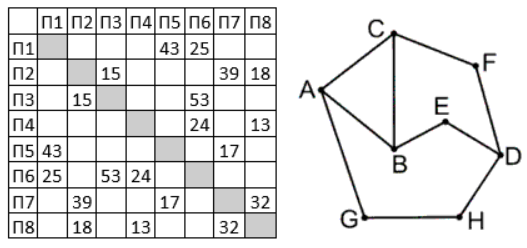 П1 П2 П3 П4 П5 П6 П7 П8
П1 43 25
П2 15 39 18
П3 15 53
П4 24 13
П5 43 17
П6 25 53 24
П7 39 17 32
П8 18 13 32
C
F
A
E
B
D
G
H